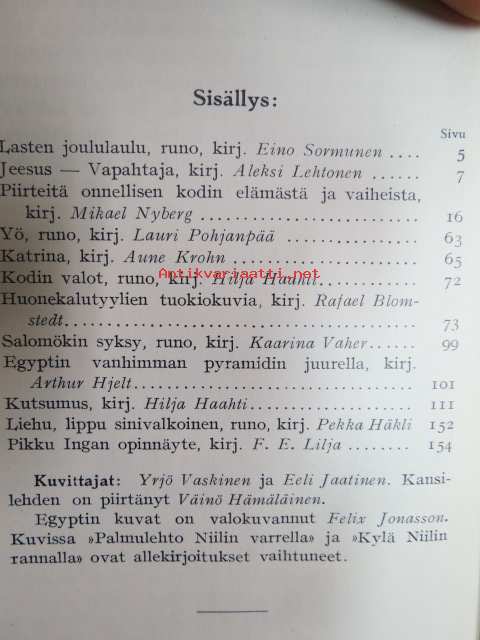 Sisällys:
Sivu
Lasten joululaulu, runo, kirj. Eino Sormunen .... 5
Jeesus — Vapahtaja, kirj. Aleksi Lehtonen ...... 7
Piirteitä onnellisen kodin elämästä ja vaiheista,
kirj. Mikael Nyberg ........................ 16
Yö, runo, kirj. Lauri Pohjanpää ............ 63
Katrina, kirj. Aune Krohn .................. 65
Antikvariaatti.net
Kodin valot, runo, kirj. Hilja Haahti ........ 72
Huonekalutyylien tuokiokuvia, kirj. Rafael Blom-
stedt....................................... 73
Salomökin syksy, runo, kirj. Kaarina Vaher...... 99
Egyptin vanhimman pyramidin juurella, kirj.
Arthur Hjelt................................ 101
Kutsumus, kirj. Hilja Haahti.................. 111
Liehu, lippu sinivalkoinen, runo, kirj. Pekka Häkli 152
Pikku Ingan opinnäyte, kirj. F. E. Lilja ........ 154
Kuvittajat: Yrjö Vaskinen ja Eeli Jaatinen. Kansi-
lehden on piirtänyt Väinö Hämäläinen.
Egyptin kuvat on valokuvannut Felix Jonasson.
Kuvissa »Palmulehto Niilin varrella» ja »Kylä Niilin
rannalla» ovat allekirjoitukset vaihtuneet.